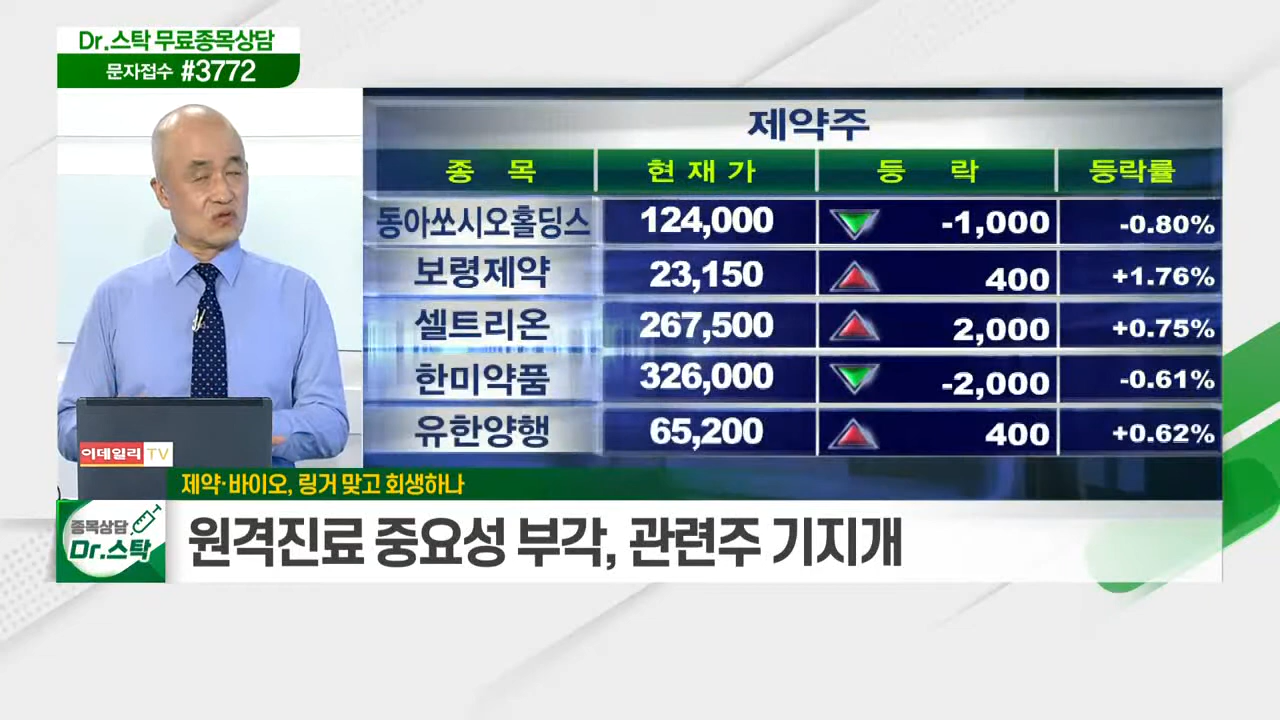 Dr.스탁 무료종목상담
문자접수 #3772
제약주
종 목 현 재 가 등 락 등락률
동아쏘시오홀딩스 124,000 -1,000 -0.80%
보령제약 23,150 400 +1.76%
셀트리온 267,500 2,000 +0.75%
한미약품 326,000 -2,000 -0.61%
유한양행 65,200 400 +0.62%
이데일리 TV
제약·바이오, 링거 맞고 회생하나
종목상담
Dr.스탁
원격진료 중요성 부각, 관련주 기지개